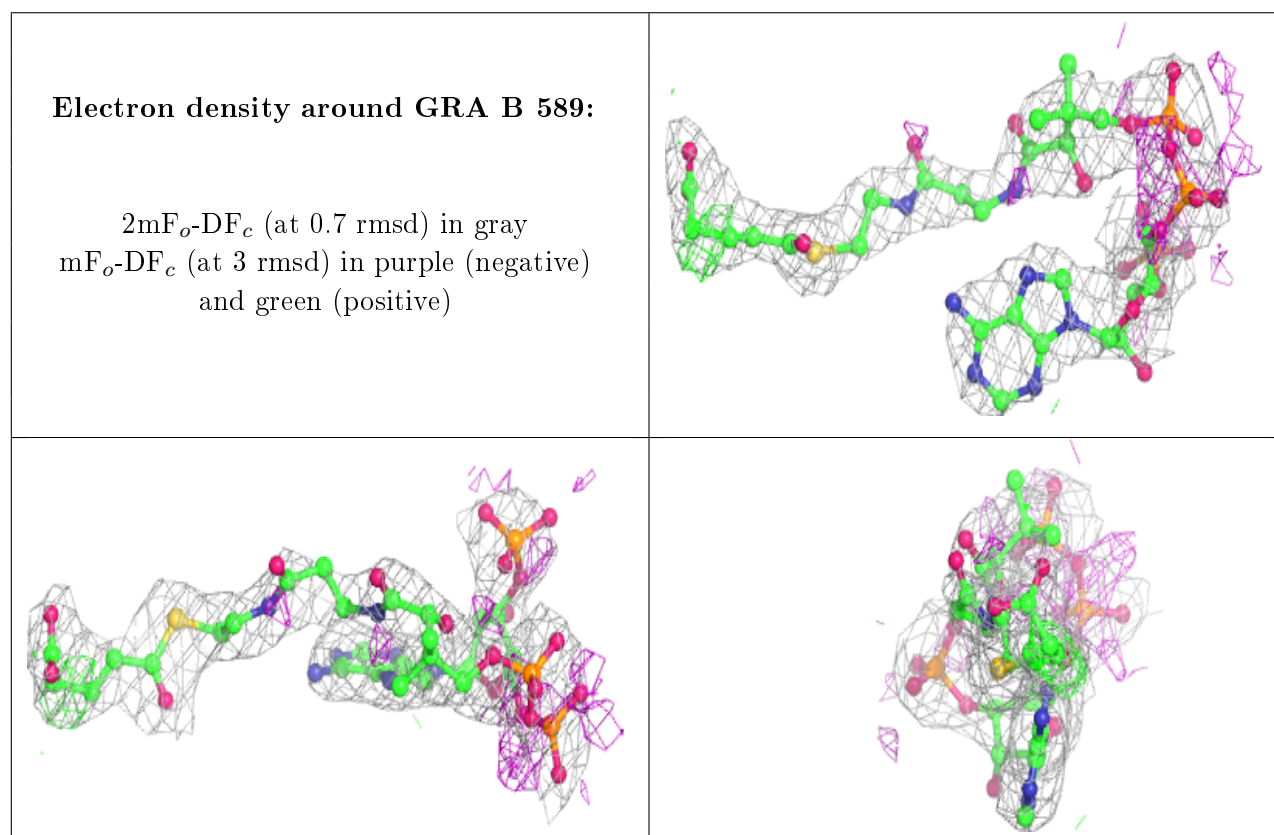 Electron density around GRA B 589:
2mFo-DFc (at 0.7 rmsd) in gray
mFo-DFc (at 3 rmsd) in purple (negative)
and green (positive)